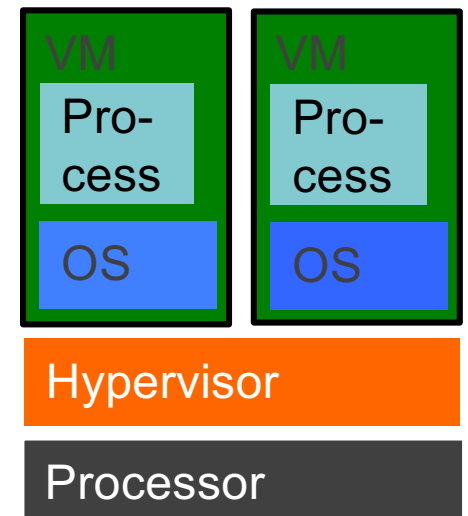 VM
Pro-
cess
OS
VM
Pro-
cess
OS
Hypervisor
Processor